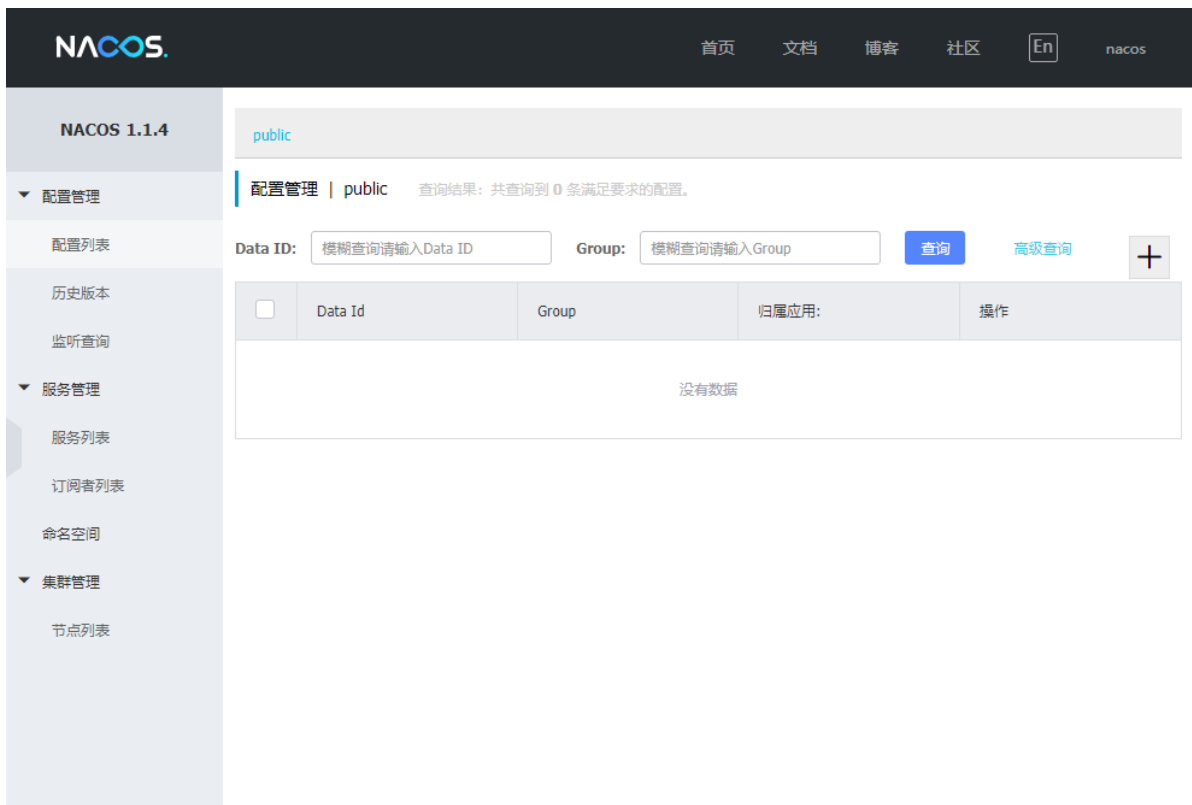 NACOS. 首页 文档 博客 社区 En nacos
NACOS 1.1.4
配置管理
配置列表
历史版本
监听查询
服务管理
服务列表
订阅者列表
命名空间
集群管理
节点列表
public
配置管理 | public 查询结果：共查询到 0 条满足要求的配置。
Data ID: 模糊查询请输入Data ID Group: 模糊查询请输入Group 查询 高级查询
Data Id Group 归属应用: 操作
没有数据